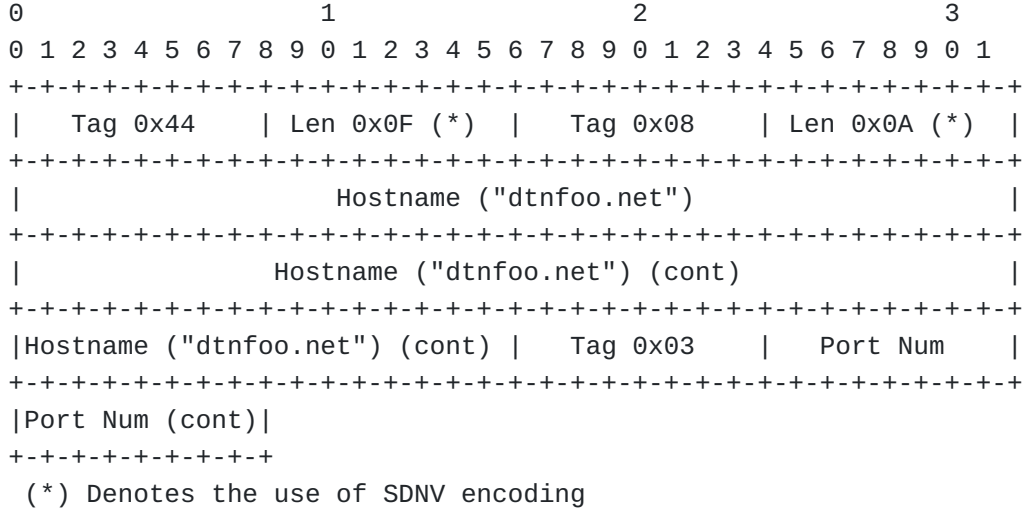 0                   1                   2                   3
0 1 2 3 4 5 6 7 8 9 0 1 2 3 4 5 6 7 8 9 0 1 2 3 4 5 6 7 8 9 0 1
+-+-+-+-+-+-+-+-+-+-+-+-+-+-+-+-+-+-+-+-+-+-+-+-+-+-+-+-+-+-+-+-+
|   Tag 0x44    | Len 0x0F (*)  |   Tag 0x08    | Len 0x0A (*)  |
+-+-+-+-+-+-+-+-+-+-+-+-+-+-+-+-+-+-+-+-+-+-+-+-+-+-+-+-+-+-+-+-+
|                    Hostname ("dtnfoo.net")                    |
+-+-+-+-+-+-+-+-+-+-+-+-+-+-+-+-+-+-+-+-+-+-+-+-+-+-+-+-+-+-+-+-+
|                Hostname ("dtnfoo.net") (cont)                 |
+-+-+-+-+-+-+-+-+-+-+-+-+-+-+-+-+-+-+-+-+-+-+-+-+-+-+-+-+-+-+-+-+
|Hostname ("dtnfoo.net") (cont) |   Tag 0x03    |   Port Num    |
+-+-+-+-+-+-+-+-+-+-+-+-+-+-+-+-+-+-+-+-+-+-+-+-+-+-+-+-+-+-+-+-+
|Port Num (cont)|
+-+-+-+-+-+-+-+-+
 (*) Denotes the use of SDNV encoding